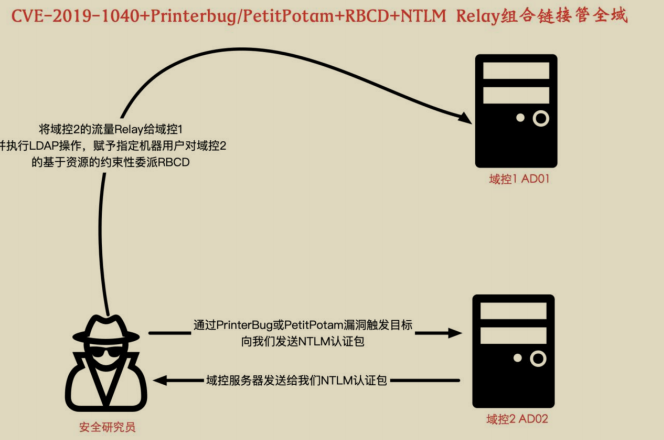 CVE-2019-1040+Printerbug/PetitPotam+RBCD+NTLM Relay组合链接管全域
将域控2的流量Relay给域控1
并执行LDAP操作，赋予指定机器用户对域控2
的基于资源的约束性委派RBCD
域控1 AD01
通过PrinterBug或PetitPotam漏洞触发目标
向我们发送NTLM认证包
域控服务器发送给我们NTLM认证包
安全研究员
域控2 AD02